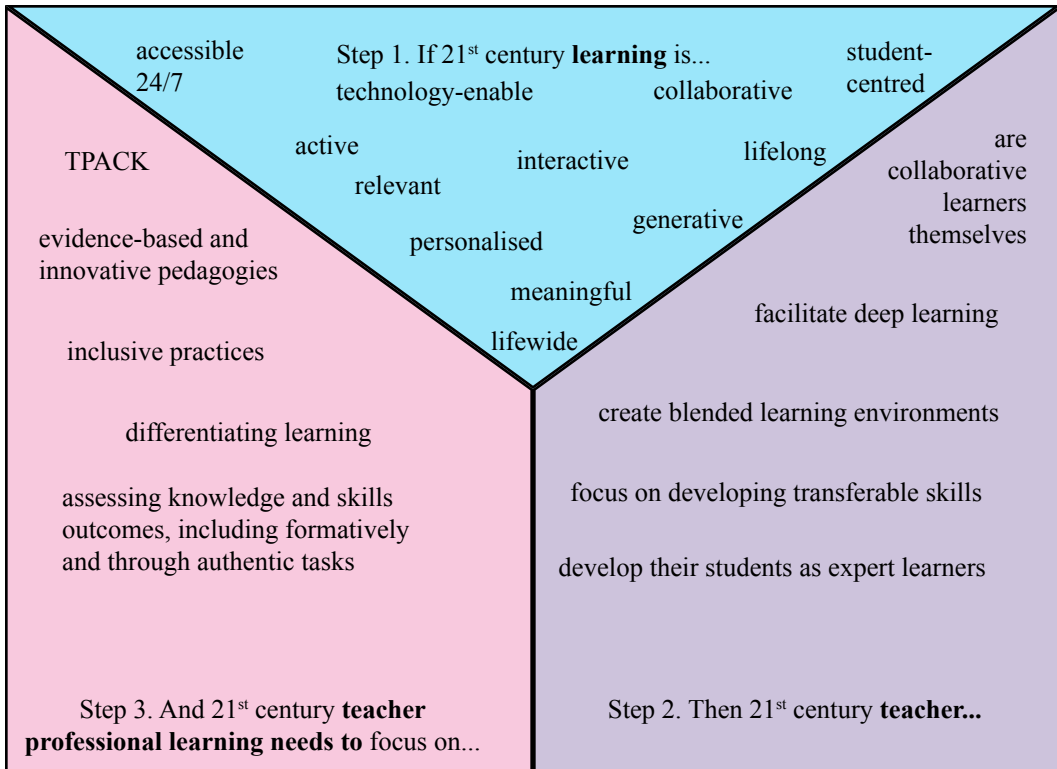 Step 1. If 21st century learning is...
accessible
24/7
student-
centred
technology-enable
collaborative
active
interactive
lifelong
relevant
generative
personalised
meaningful
lifewide
are
collaborative
learners
themselves
facilitate deep learning
create blended learning environments
focus on developing transferable skills
develop their students as expert learners
Step 2. Then 21st century teacher...
TPACK
evidence-based and
innovative pedagogies
inclusive practices
differentiating learning
assessing knowledge and skills
outcomes, including formatively
and through authentic tasks
Step 3. And 21st century teacher
professional learning needs to focus on...